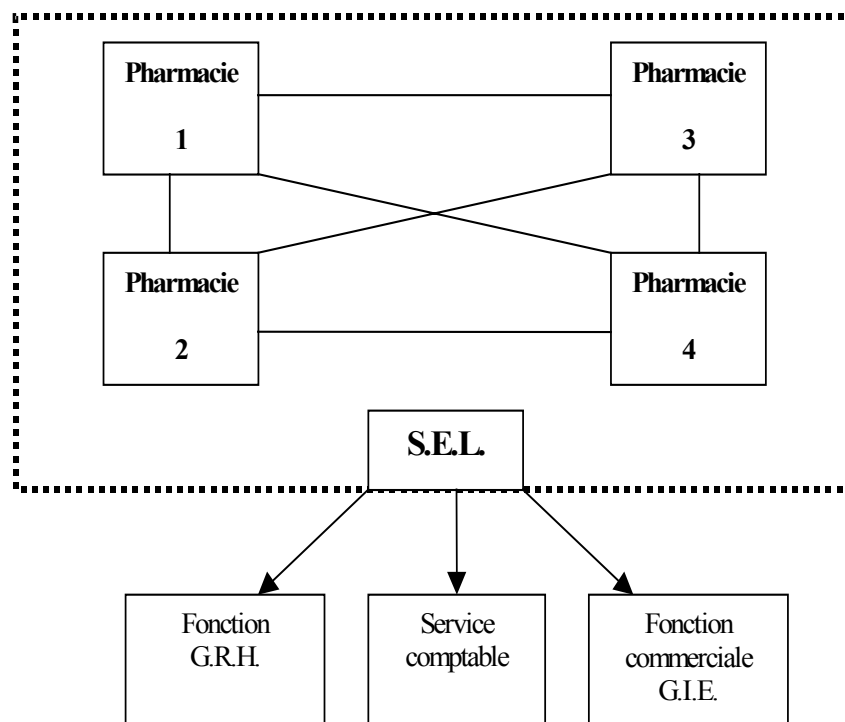 Pharmacie
1
Pharmacie
3
Pharmacie
2
Pharmacie
4
S.E.L.
Fonction
G.R.H.
Service
comptable
Fonction
commerciale
G.I.E.